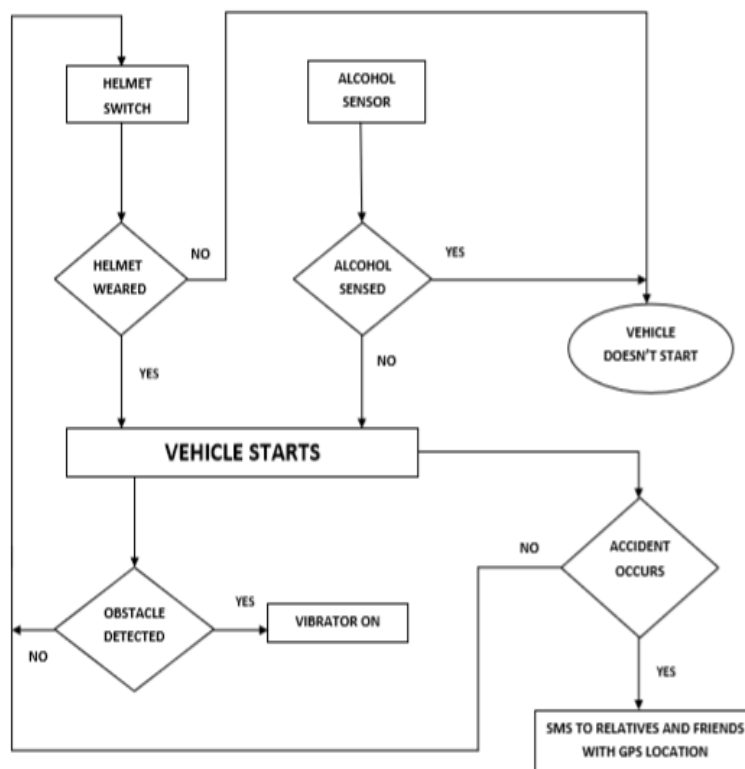 HELMET
SWITCH
ALCOHOL
SENSOR
HELMET
WEARED
NO
ALCOHOL
SENSED
YES
VEHICLE
DOESN'T START
YES
NO
VEHICLE STARTS
NO
ACCIDENT
OCCURS
OBSTACLE
DETECTED
YES
VIBRATOR ON
NO
YES
SMS TO RELATIVES AND FRIENDS
WITH GPS LOCATION